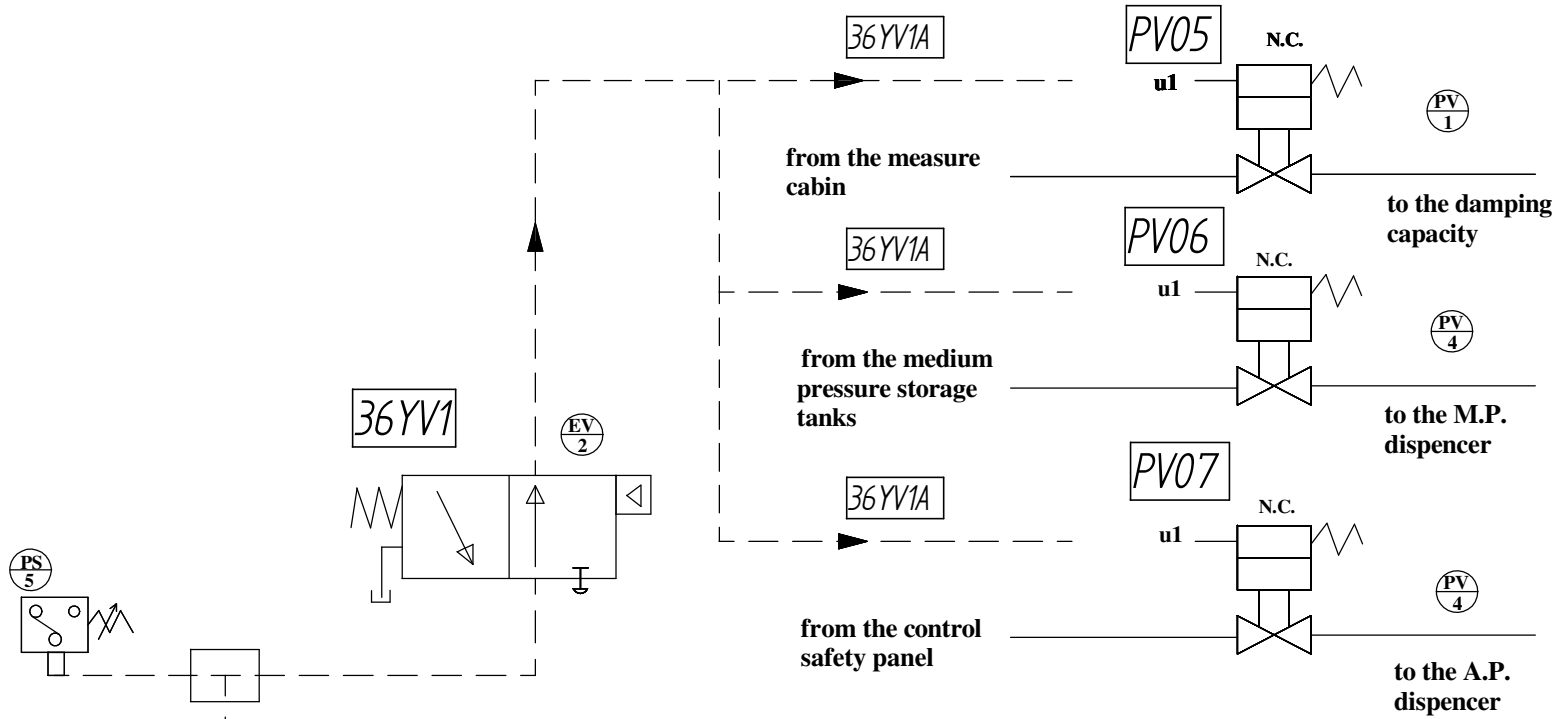 36YV1A
PV05
N.C.
u1
PV
1
from the measure
cabin
to the damping
capacity
36YV1A
PV06
N.C.
u1
PV
4
from the medium
pressure storage
tanks
to the M.P.
dispencer
36YV1
EV
2
36YV1A
PV07
N.C.
u1
PS
5
PV
4
from the control
safety panel
to the A.P.
dispencer